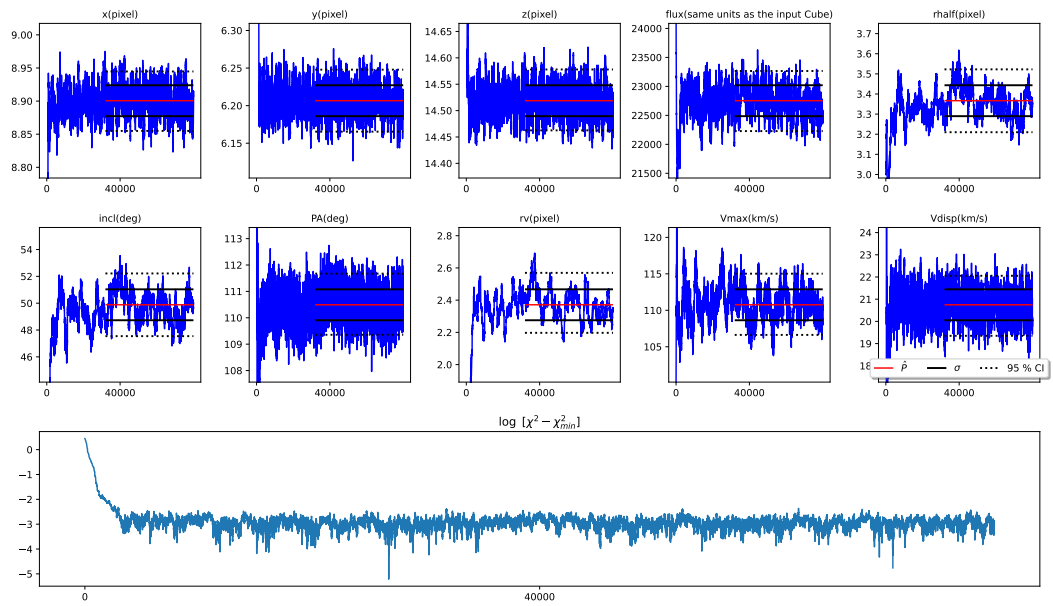 x(pixel) y(pixel) z(pixel) flux(same units as the input Cube) rhalf(pixel)
9.00 8.95 8.90 8.85 8.80
0 40000
6.30 6.25 6.20 6.15
0 40000
14.65 14.60 14.55 14.50 14.45 14.40
0 40000
24000 23500 23000 22500 22000 21500
0 40000
3.7 3.6 3.5 3.4 3.3 3.2 3.1 3.0
0 40000
incl(deg) PA(deg) rv(pixel) Vmax(km/s) Vdisp(km/s)
54 52 50 48 46
0 40000
113 112 111 110 109 108
0 40000
2.8 2.6 2.4 2.2 2.0
0 40000
120 115 110 105
0 40000
24 23 22 21 20 19 18
0 40000
P̂ σ 95 % CI
log [χ² − χ²min]
0 −1 −2 −3 −4 −5
0 40000